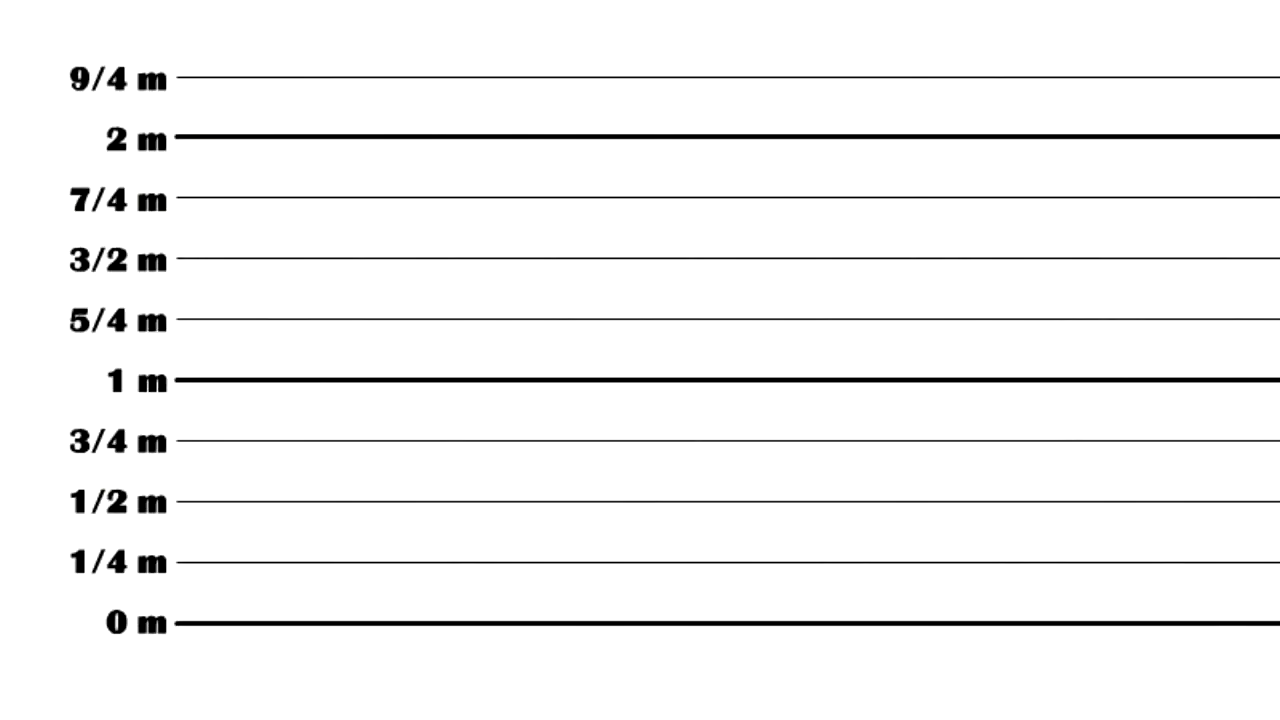 9/4 m
2 m
7/4 m
3/2 m
5/4 m
1 m
3/4 m
1/2 m
1/4 m
0 m